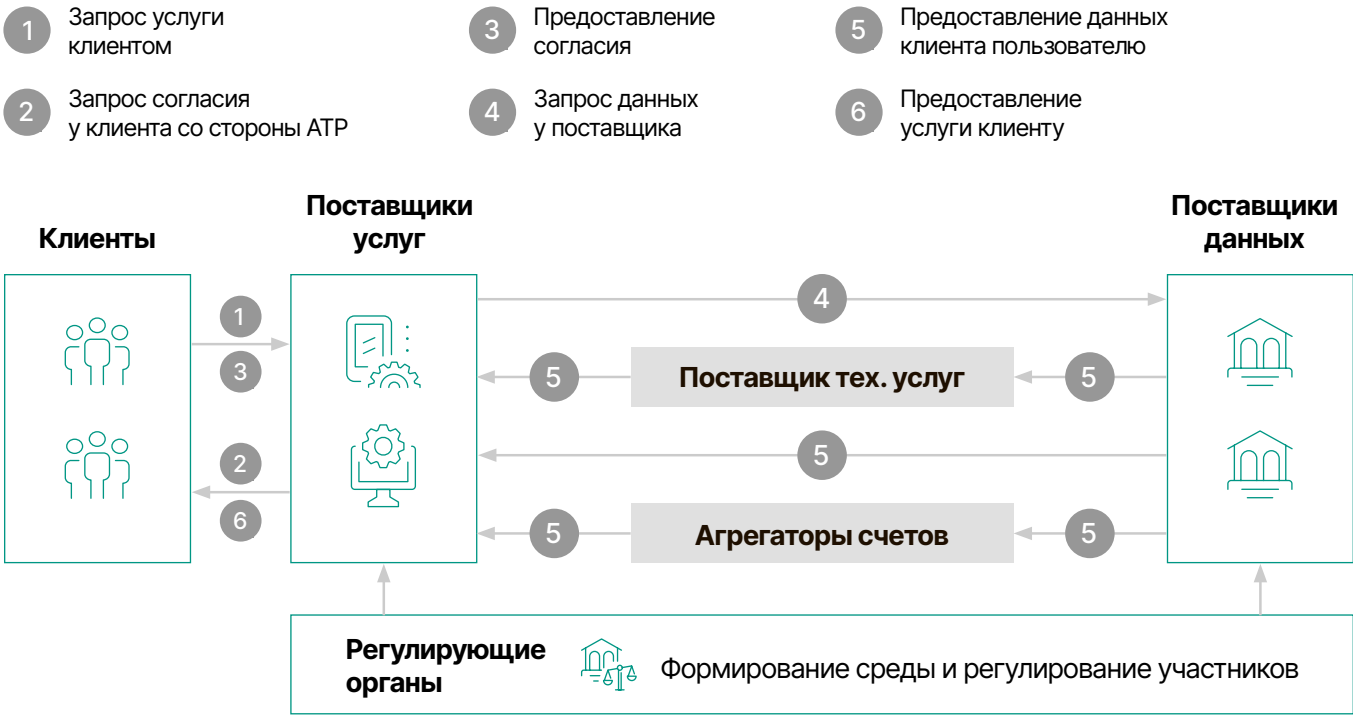 1
Запрос услуги
клиентом
3
Предоставление
согласия
5
Предоставление данных
клиента пользователю
2
Запрос согласия
у клиента со стороны АТР
4
Запрос данных
у поставщика
6
Предоставление
услуги клиенту
Клиенты
Поставщики
услуг
Поставщики
данных
1
3
2
6
4
5
Поставщик тех. услуг
5
5
5
Агрегаторы счетов
5
Регулирующие
органы
Формирование среды и регулирование участников